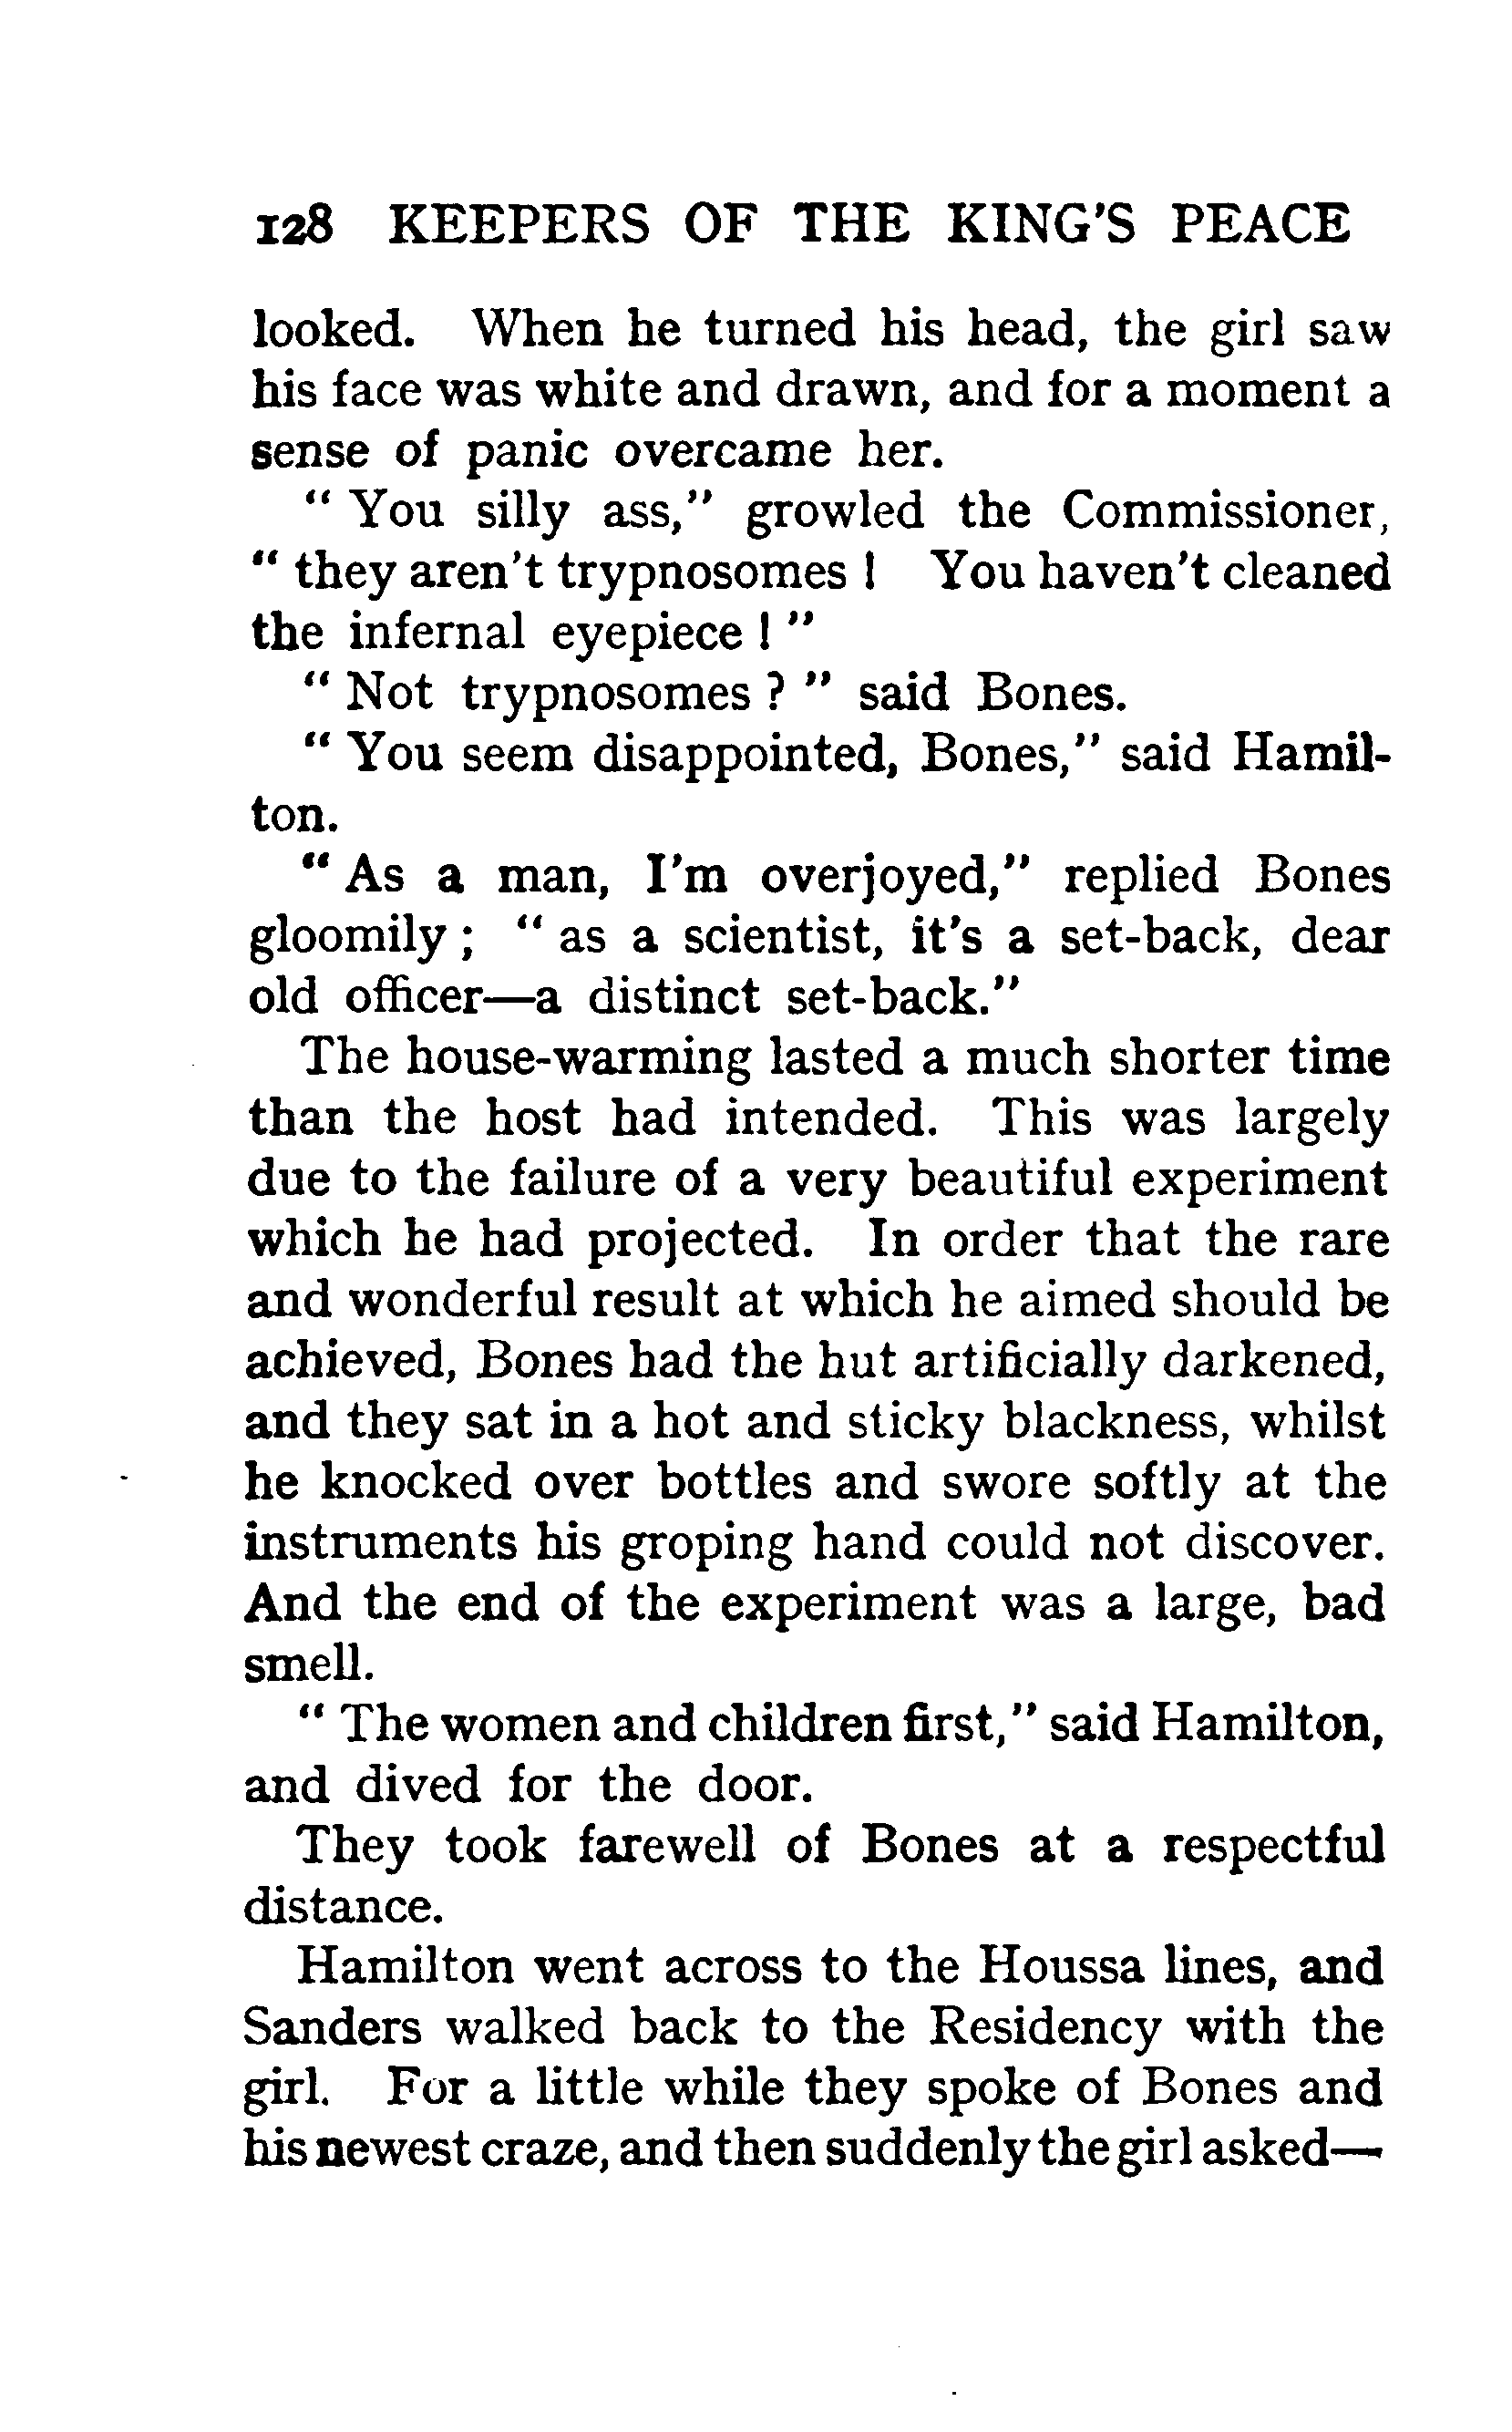 128 KEEPERS OF THE KING'S PEACE
looked. When he turned his head, the girl saw
his face was white and drawn, and for a moment a
sense of panic overcame her.
" You silly ass," growled the Commissioner,
" they aren't trypnosomes ! You haven't cleaned
the infernal eyepiece ! "
" Not trypnosomes ? " said Bones.
" You seem disappointed, Bones," said Hamil-
ton.
" As a man, I'm overjoyed," replied Bones
gloomily ; " as a scientist, it's a set-back, dear
old officer—a distinct set-back."
The house-warming lasted a much shorter time
than the host had intended. This was largely
due to the failure of a very beautiful experiment
which he had projected. In order that the rare
and wonderful result at which he aimed should be
achieved, Bones had the hut artificially darkened,
and they sat in a hot and sticky blackness, whilst
he knocked over bottles and swore softly at the
instruments his groping hand could not discover.
And the end of the experiment was a large, bad
smell.
" The women and children first," said Hamilton,
and dived for the door.
They took farewell of Bones at a respectful
distance.
Hamilton went across to the Houssa lines, and
Sanders walked back to the Residency with the
girl. For a little while they spoke of Bones and
his newest craze, and then suddenly the girl asked—